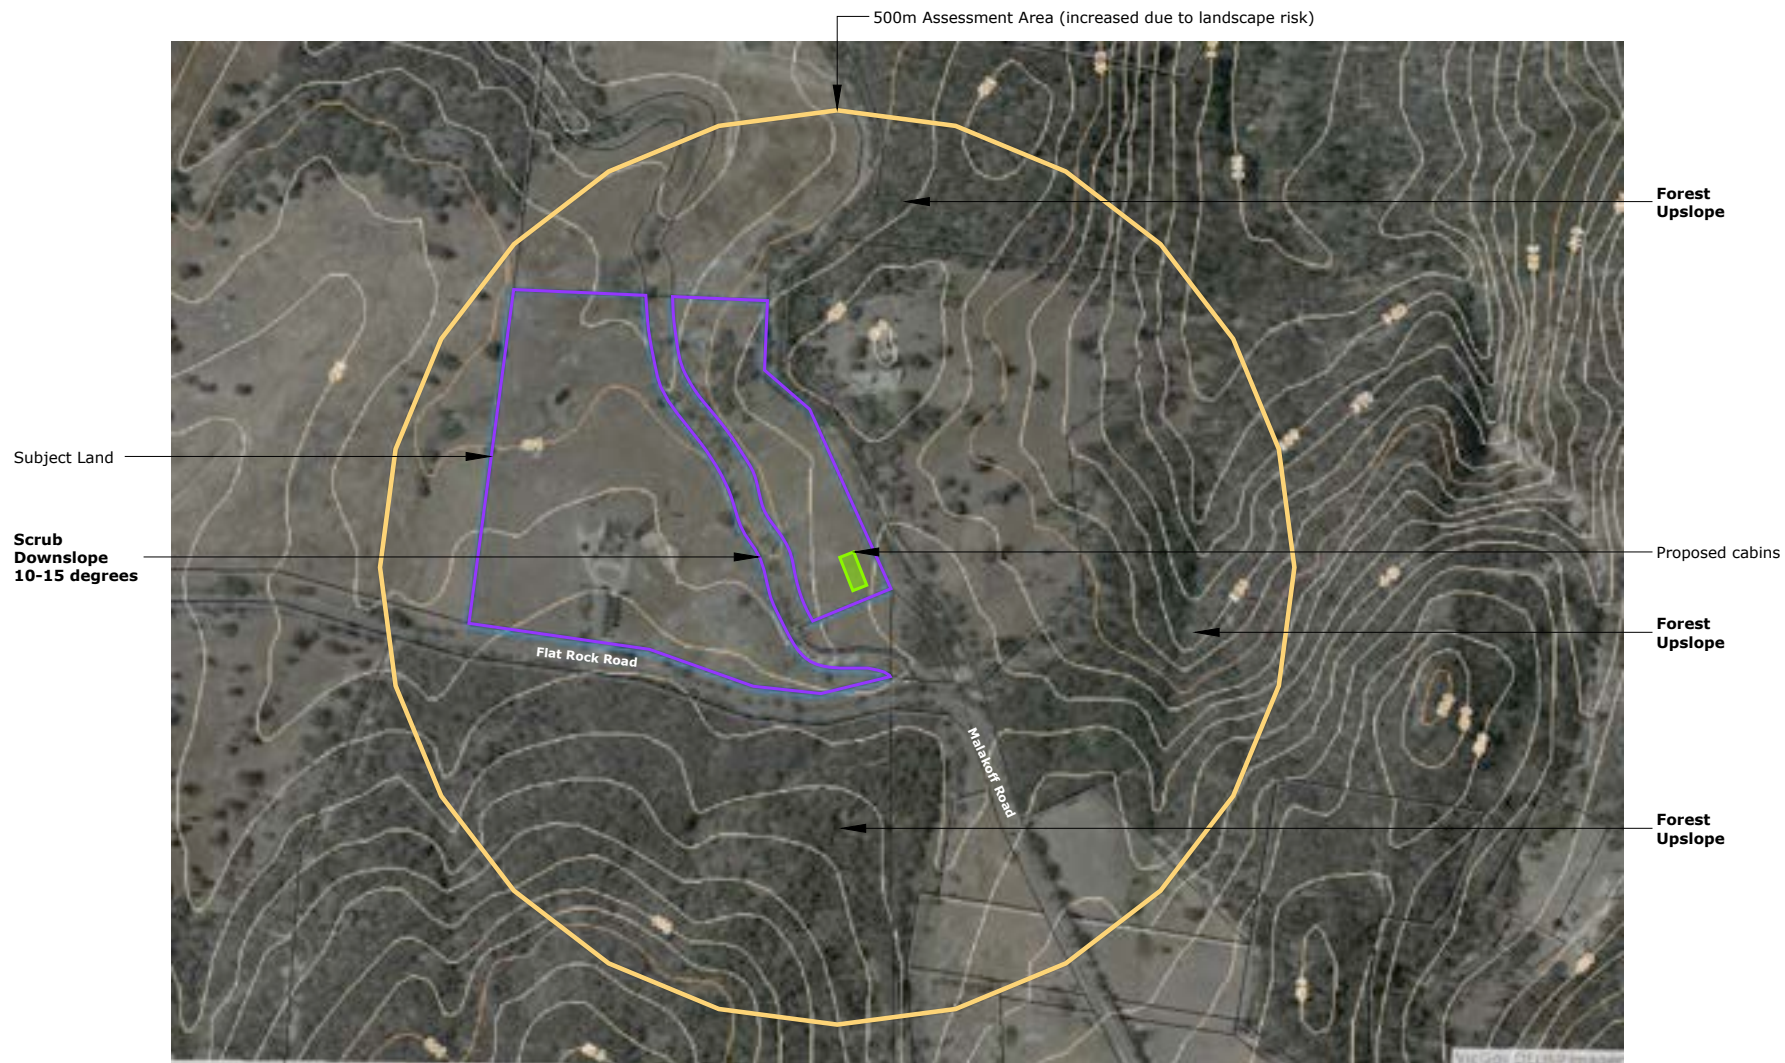 500m Assessment Area (increased due to landscape risk)
Forest
Upslope
Subject Land
Scrub
Downslope
10-15 degrees
Proposed cabins
Forest
Upslope
Flat Rock Road
Malakoff Road
Forest
Upslope